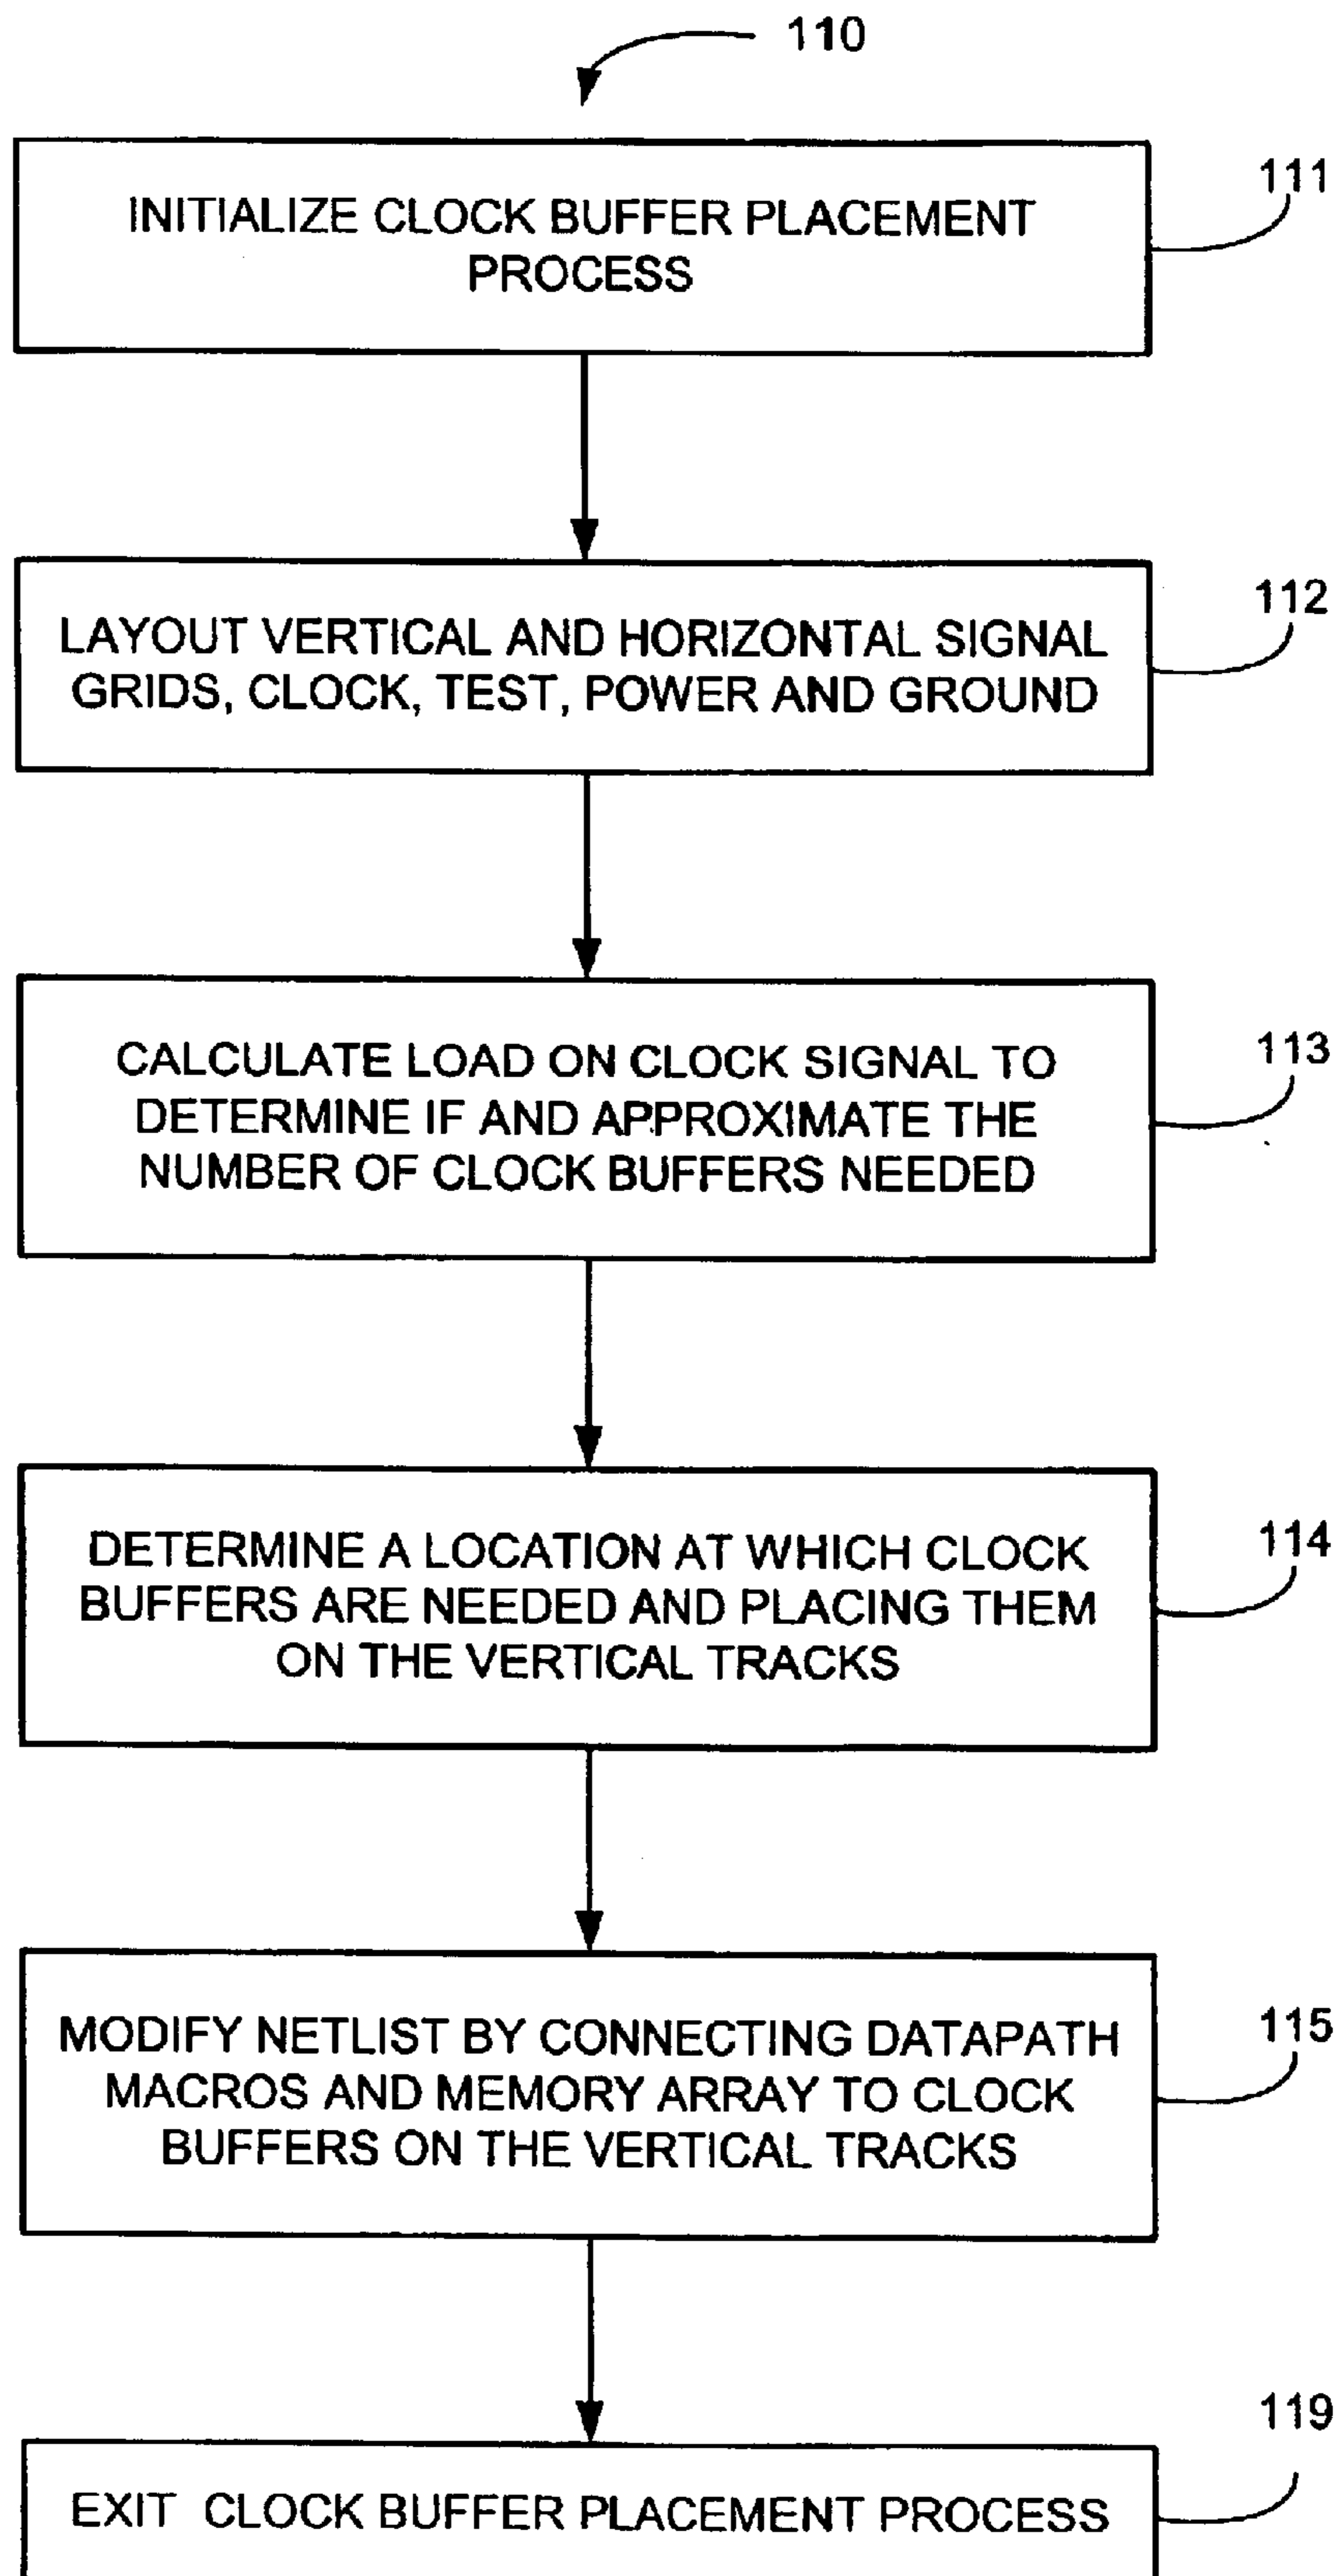 110
111
INITIALIZE CLOCK BUFFER PLACEMENT
PROCESS
112
LAYOUT VERTICAL AND HORIZONTAL SIGNAL
GRIDS, CLOCK, TEST, POWER AND GROUND
113
CALCULATE LOAD ON CLOCK SIGNAL TO
DETERMINE IF AND APPROXIMATE THE
NUMBER OF CLOCK BUFFERS NEEDED
114
DETERMINE A LOCATION AT WHICH CLOCK
BUFFERS ARE NEEDED AND PLACING THEM
ON THE VERTICAL TRACKS
115
MODIFY NETLIST BY CONNECTING DATAPATH
MACROS AND MEMORY ARRAY TO CLOCK
BUFFERS ON THE VERTICAL TRACKS
119
EXIT CLOCK BUFFER PLACEMENT PROCESS